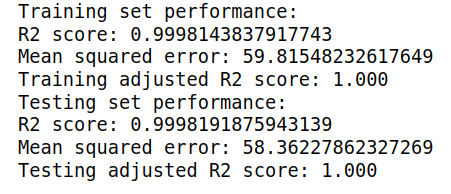 Training set performance:
R2 score: 0.9998143837917743
Mean squared error: 59.81548232617649
Training adjusted R2 score: 1.000
Testing set performance:
R2 score: 0.9998191875943139
Mean squared error: 58.36227862327269
Testing adjusted R2 score: 1.000